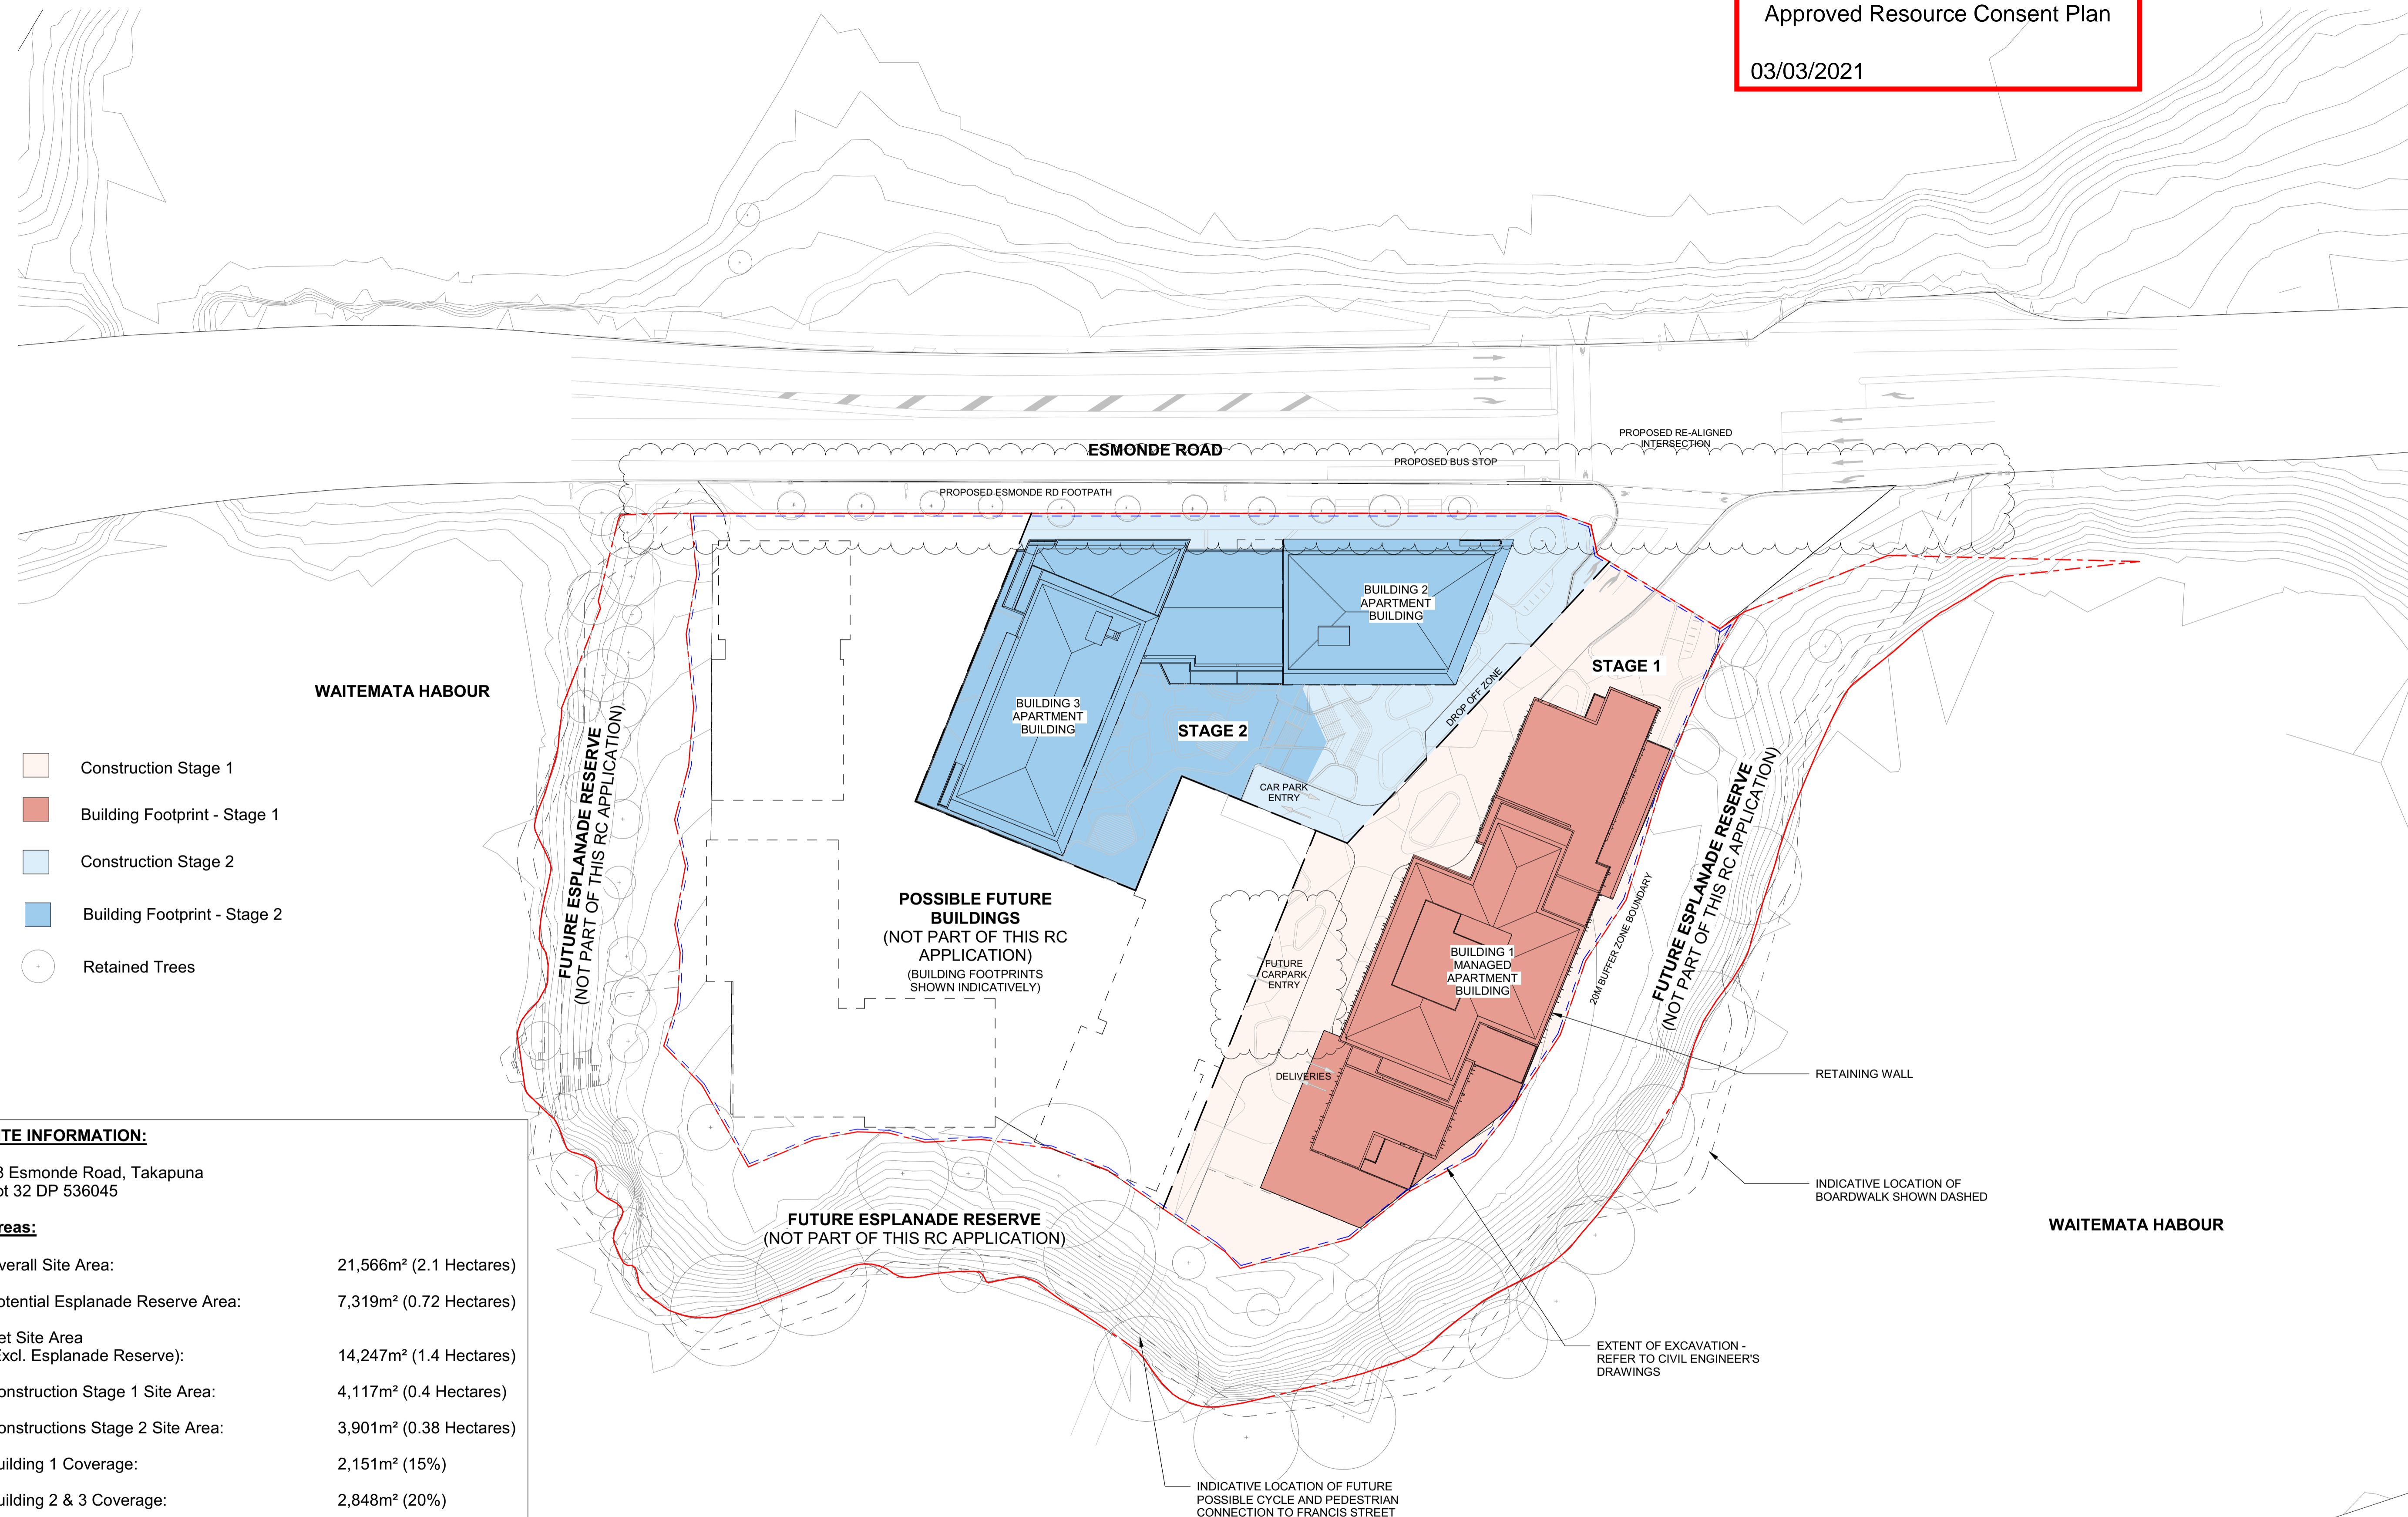 Approved Resource Consent Plan
03/03/2021
ESMONDE ROAD
PROPOSED RE-ALIGNED
INTERSECTION
PROPOSED BUS STOP
PROPOSED ESMONDE RD FOOTPATH
BUILDING 2
APARTMENT
BUILDING
STAGE 1
WAITEMATA HABOUR
BUILDING 3
APARTMENT
BUILDING
STAGE 2
DROP OFF ZONE
CAR PARK
ENTRY
FUTURE ESPLANADE RESERVE
(NOT PART OF THIS RC APPLICATION)
FUTURE ESPLANADE RESERVE
(NOT PART OF THIS RC APPLICATION)
Construction Stage 1
Building Footprint - Stage 1
Construction Stage 2
Building Footprint - Stage 2
Retained Trees
POSSIBLE FUTURE
BUILDINGS
(NOT PART OF THIS RC
APPLICATION)
(BUILDING FOOTPRINTS
SHOWN INDICATIVELY)
FUTURE
CARPARK
ENTRY
BUILDING 1
MANAGED
APARTMENT
BUILDING
20M BUFFER ZONE BOUNDARY
DELIVERIES
RETAINING WALL
INDICATIVE LOCATION OF
BOARDWALK SHOWN DASHED
WAITEMATA HABOUR
FUTURE ESPLANADE RESERVE
(NOT PART OF THIS RC APPLICATION)
EXTENT OF EXCAVATION -
REFER TO CIVIL ENGINEER'S
DRAWINGS
INDICATIVE LOCATION OF FUTURE
POSSIBLE CYCLE AND PEDESTRIAN
CONNECTION TO FRANCIS STREET
TE INFORMATION:
3 Esmonde Road, Takapuna
ot 32 DP 536045
reas:
verall Site Area: 21,566m² (2.1 Hectares)
otential Esplanade Reserve Area: 7,319m² (0.72 Hectares)
et Site Area
Excl. Esplanade Reserve): 14,247m² (1.4 Hectares)
onstruction Stage 1 Site Area: 4,117m² (0.4 Hectares)
onstructions Stage 2 Site Area: 3,901m² (0.38 Hectares)
uilding 1 Coverage: 2,151m² (15%)
uilding 2 & 3 Coverage: 2,848m² (20%)